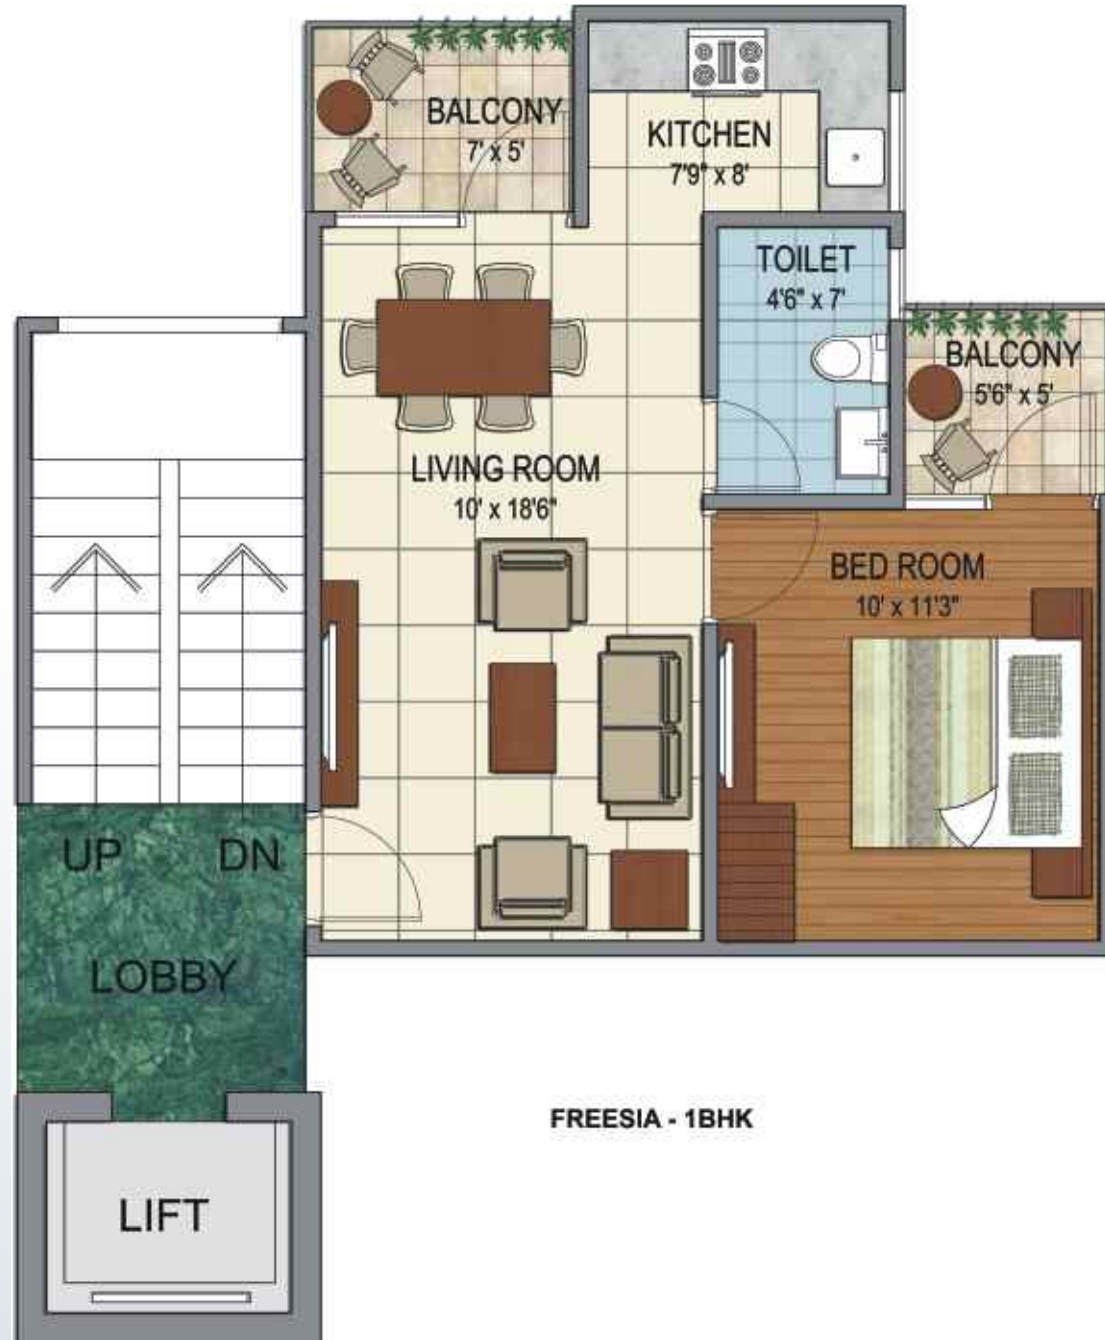 BALCONY
7' x 5'
KITCHEN
7'9" x 8'
TOILET
4'6" x 7'
BALCONY
5'6" x 5'
LIVING ROOM
10' x 18'6"
BED ROOM
10' x 11'3"
UP DN
LOBBY
FREESIA - 1BHK
LIFT